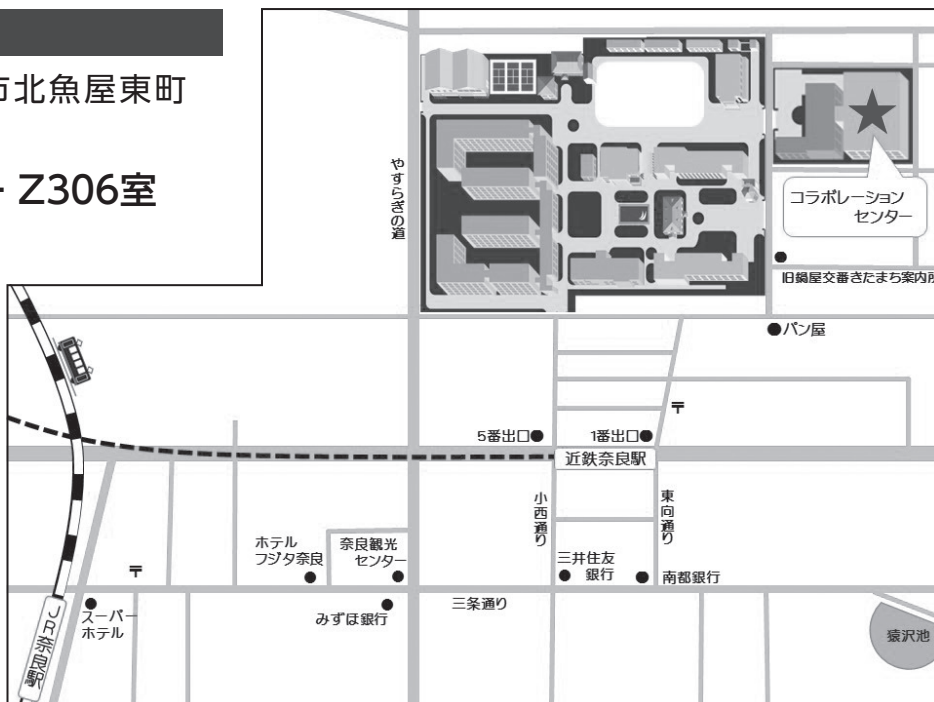 市北魚屋東町
Z306室
やすらぎの道
コラボレーション
センター
旧鍋屋交番きたまち案内所
パン屋
〒
5番出口
1番出口
近鉄奈良駅
小西通り
東向通り
ホテル
フジタ奈良
奈良観光
センター
三井住友
銀行
南都銀行
〒
スーパー
ホテル
みずほ銀行
三条通り
JR奈良駅
猿沢池